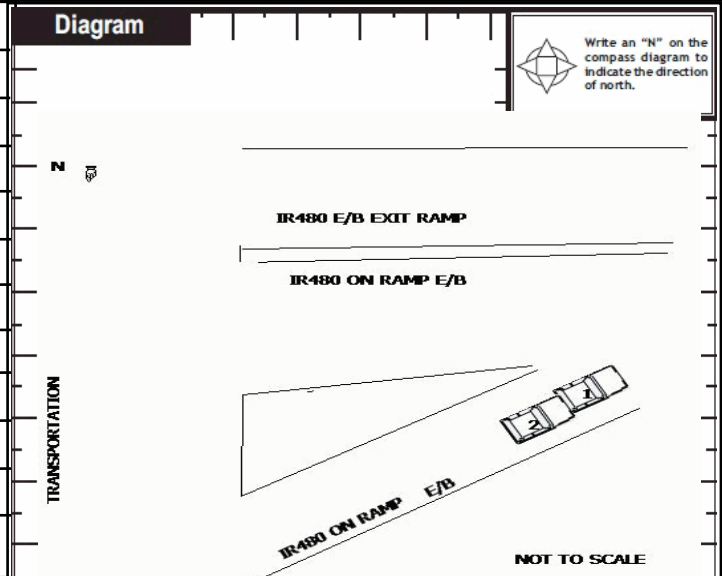 Diagram
Write an “N” on the
compass diagram to
indicate the direction
of north.
N
IR480 E/B EXIT RAMP
IR480 ON RAMP E/B
1
2
TRANSPORTATION
IR480 ON RAMP E/B
NOT TO SCALE